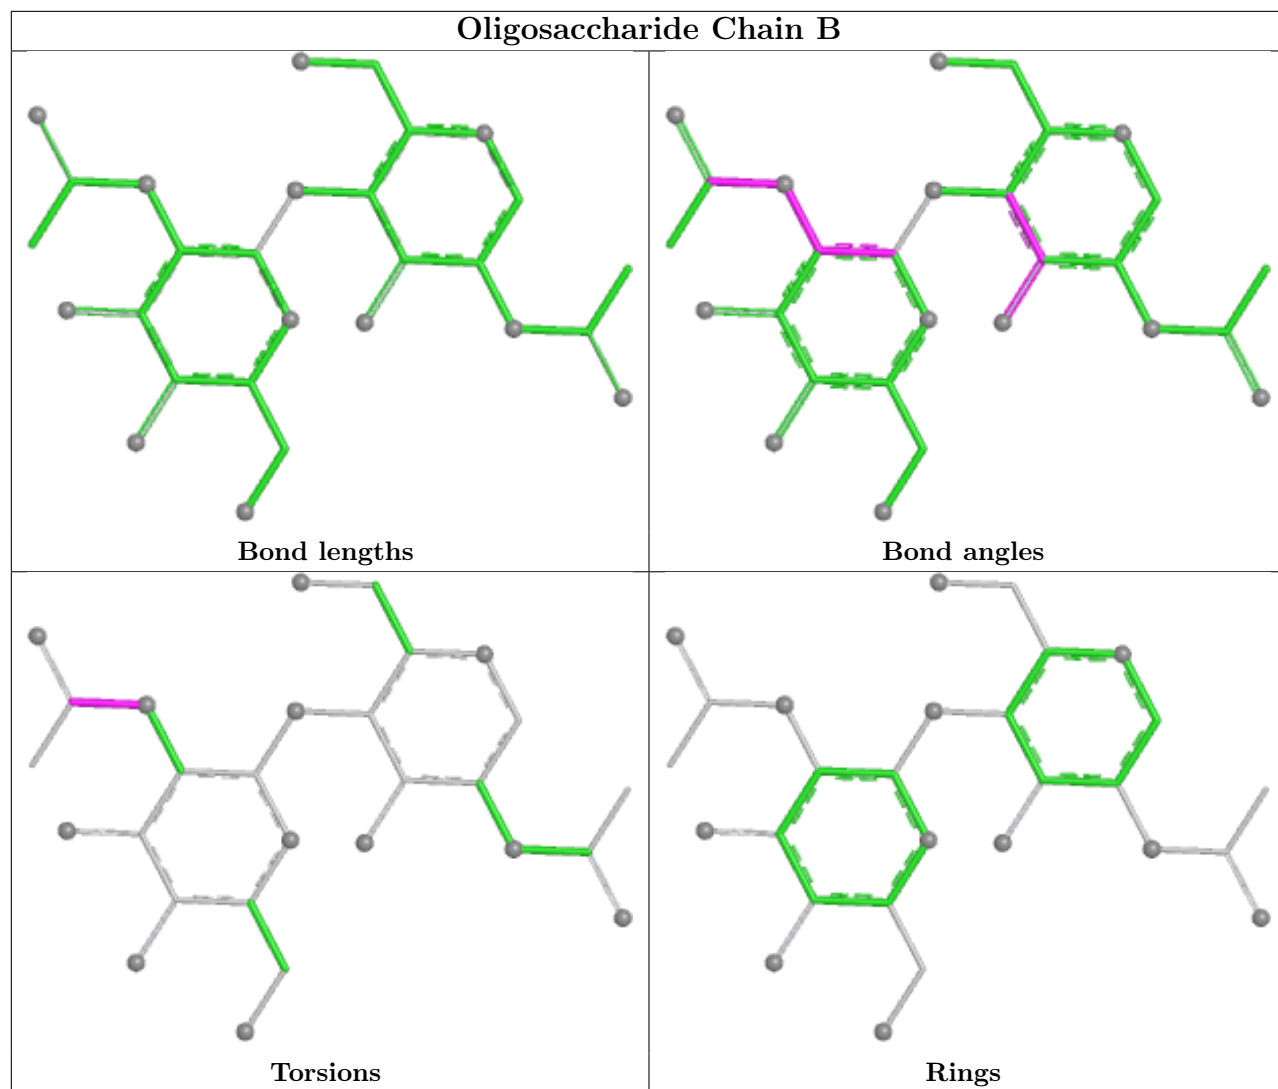 Oligosaccharide Chain B
Bond lengths
Bond angles
Torsions
Rings